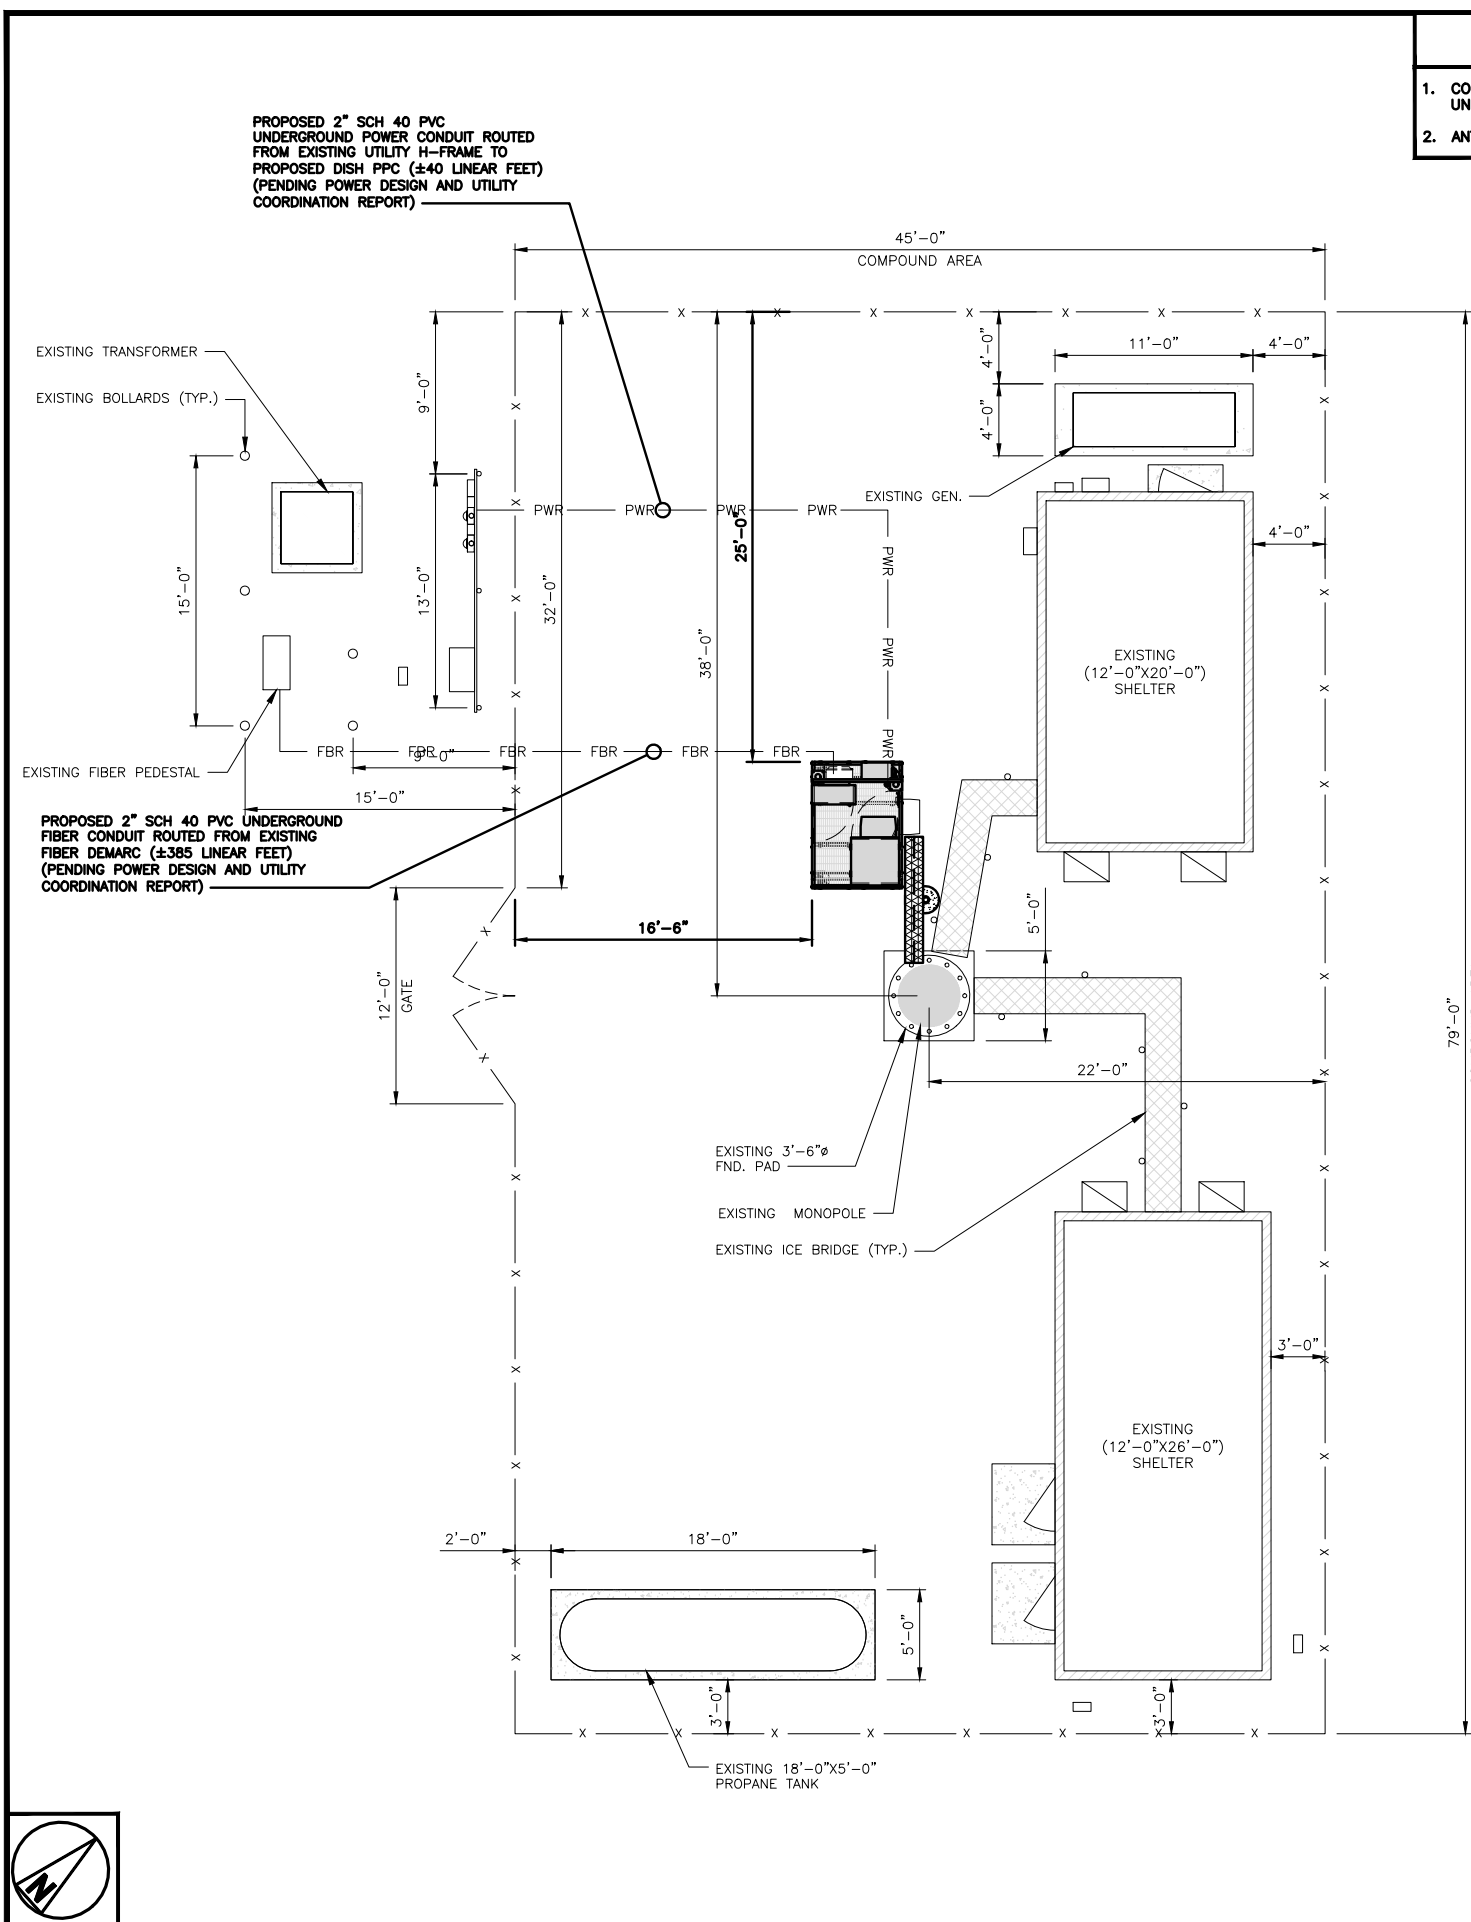 1. CO
UN
2. AN
PROPOSED 2" SCH 40 PVC
UNDERGROUND POWER CONDUIT ROUTED
FROM EXISTING UTILITY H-FRAME TO
PROPOSED DISH PPC (±40 LINEAR FEET)
(PENDING POWER DESIGN AND UTILITY
COORDINATION REPORT)
45'-0"
COMPOUND AREA
EXISTING TRANSFORMER
EXISTING BOLLARDS (TYP.)
9'-0"
4'-0"
11'-0"
4'-0"
4'-0"
EXISTING GEN.
PWR PWR PWR PWR
25'-0"
4'-0"
15'-0"
13'-0"
32'-0"
38'-0"
PWR
PWR
PWR
EXISTING
(12'-0"X20'-0")
SHELTER
FBR FBR FBR FBR FBR FBR
9'-0"
EXISTING FIBER PEDESTAL
15'-0"
PROPOSED 2" SCH 40 PVC UNDERGROUND
FIBER CONDUIT ROUTED FROM EXISTING
FIBER DEMARC (±385 LINEAR FEET)
(PENDING POWER DESIGN AND UTILITY
COORDINATION REPORT)
16'-6"
5'-0"
12'-0"
GATE
79'-0"
22'-0"
EXISTING 3'-6"ø
FND. PAD
EXISTING MONOPOLE
EXISTING ICE BRIDGE (TYP.)
3'-0"
EXISTING
(12'-0"X26'-0")
SHELTER
2'-0"
18'-0"
5'-0"
3'-0"
3'-0"
EXISTING 18'-0"X5'-0"
PROPANE TANK
N